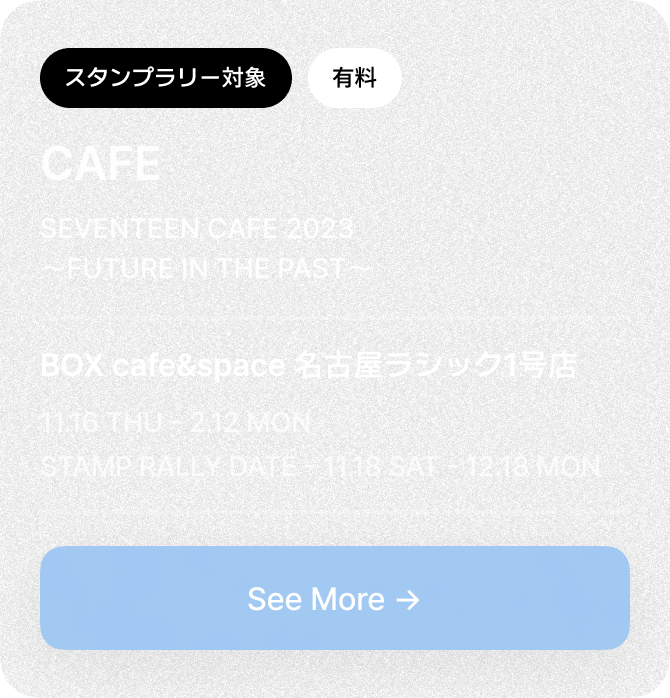 スタンプラリー対象
有料
CAFE
SEVENTEEN CAFE 2023
〜FUTURE IN THE PAST〜
BOX cafe&space 名古屋ラシック1号店
11.16 THU - 2.12 MON
STAMP RALLY DATE - 11.18 SAT - 12.18 MON
See More →